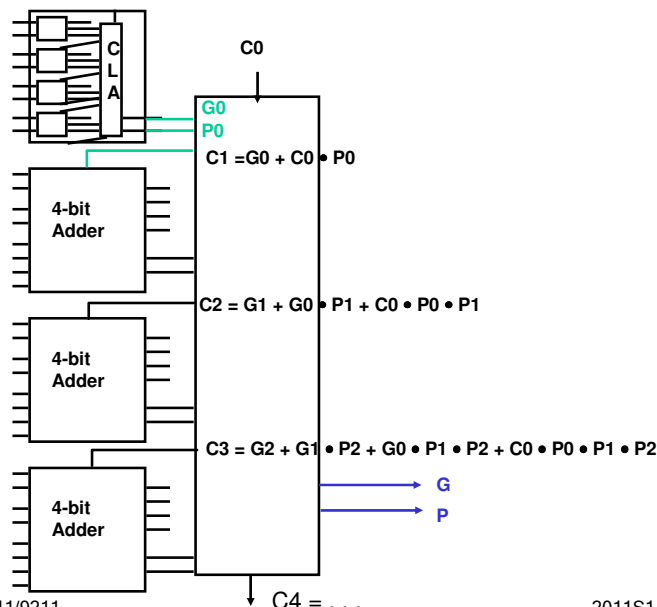 C0
C
L
A
G0
P0
C1 =G0 + C0 • P0
4-bit
Adder
C2 = G1 + G0 • P1 + C0 • P0 • P1
4-bit
Adder
C3 = G2 + G1 • P2 + G0 • P1 • P2 + C0 • P0 • P1 • P2
G
P
4-bit
Adder
C4 = . . .
2011S1